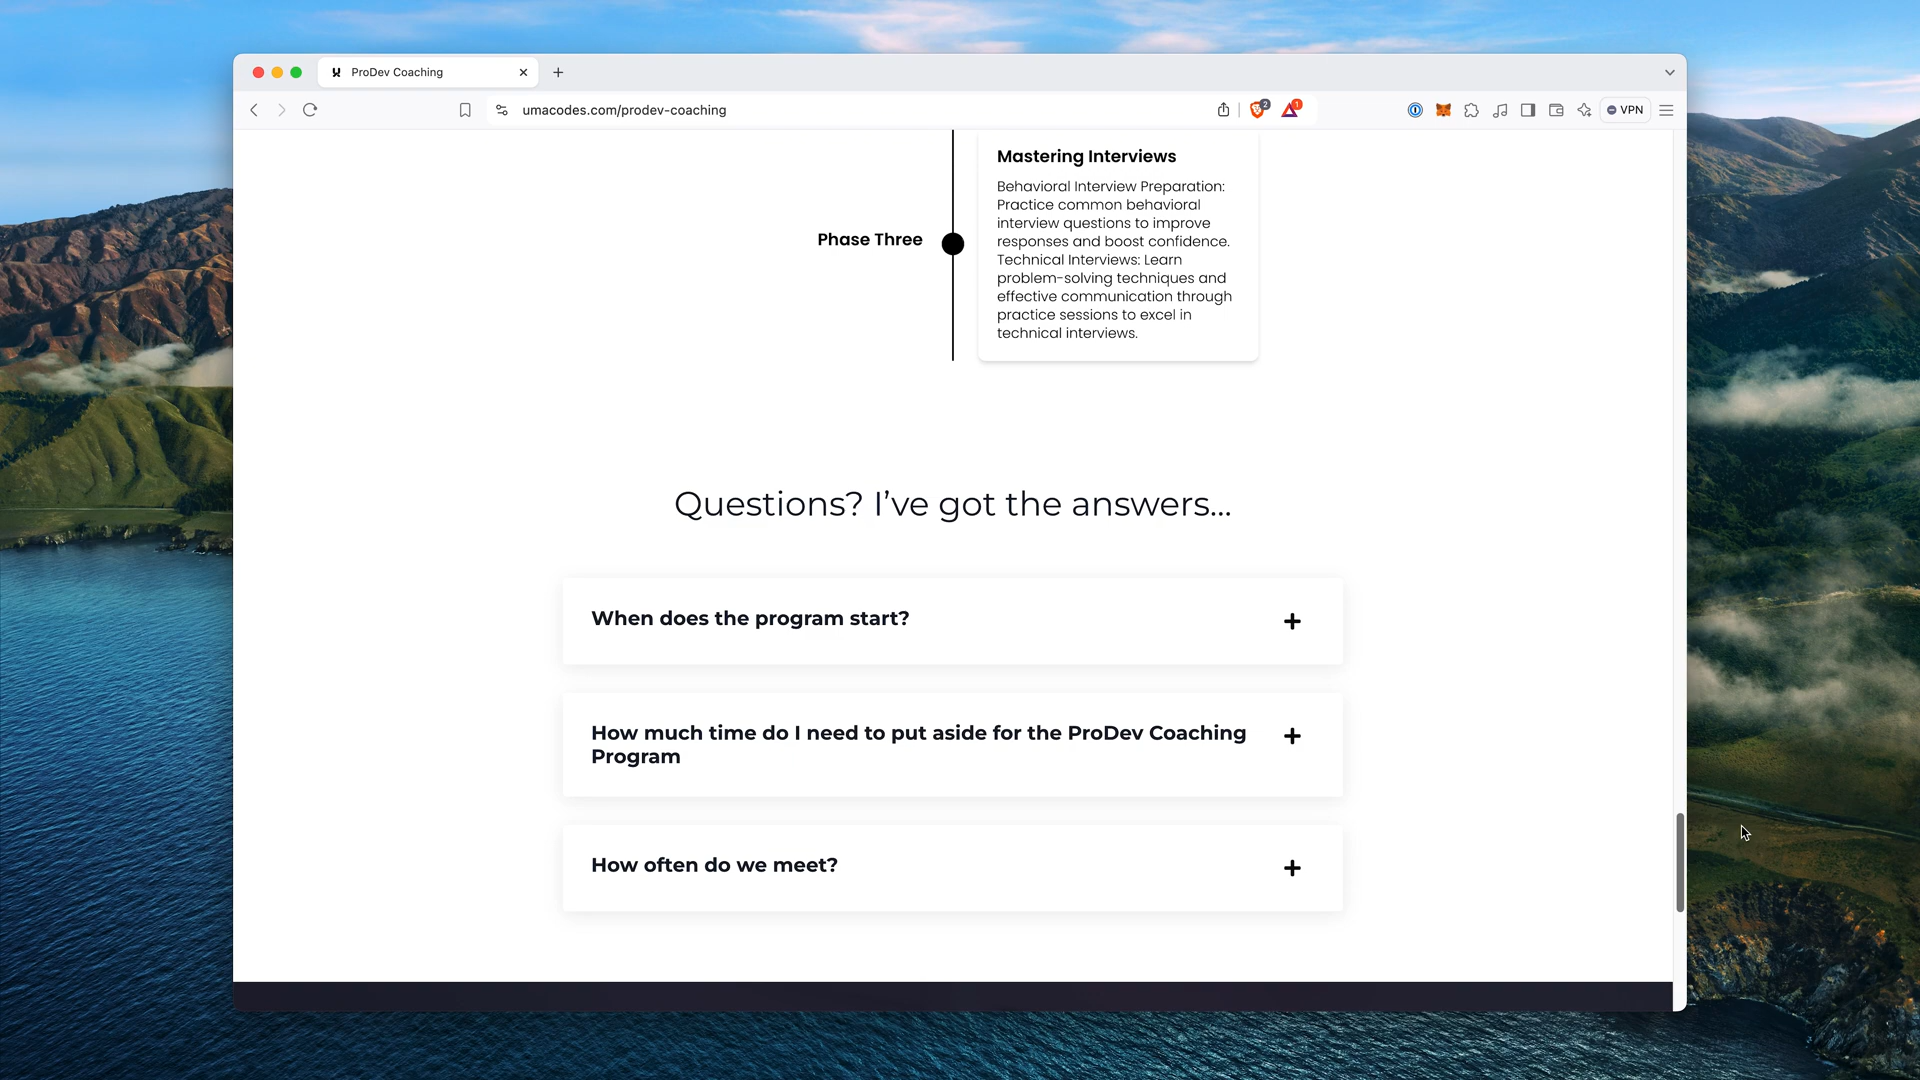 ProDev Coaching
umacodes.com/prodev-coaching
2
1
VPN
Mastering Interviews
Behavioral Interview Preparation:
Practice common behavioral
interview questions to improve
responses and boost confidence.
Technical Interviews: Learn
problem-solving techniques and
effective communication through
practice sessions to excel in
technical interviews.
Phase Three
Questions? I’ve got the answers...
When does the program start?
How much time do I need to put aside for the ProDev Coaching
Program
How often do we meet?